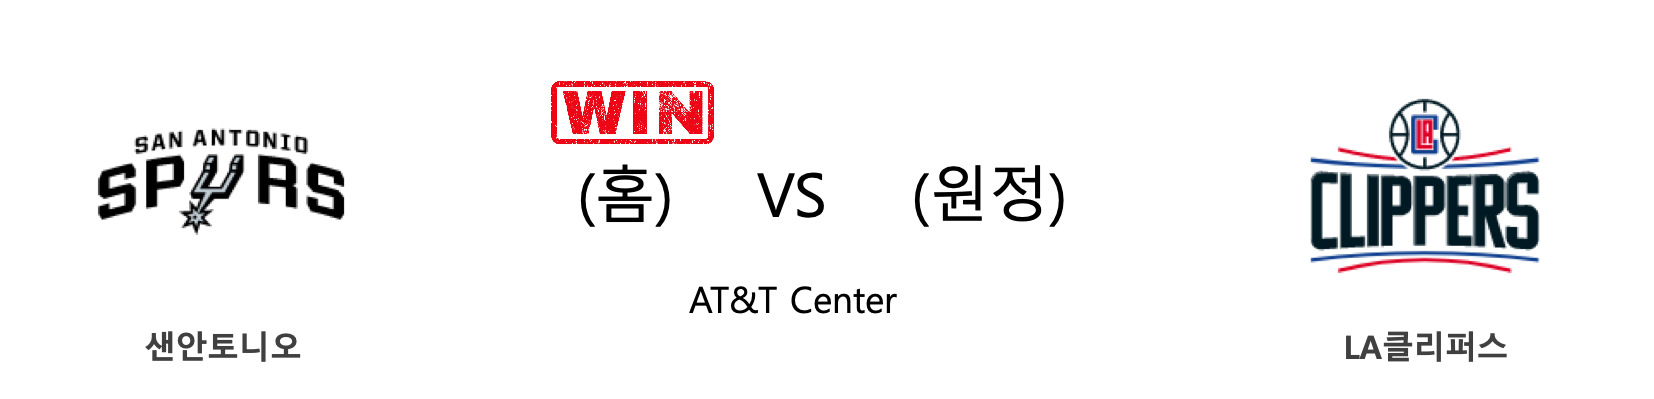 WIN
SAN ANTONIO
SPURS
(홈) VS (원정)
LA
CLIPPERS
AT&T Center
샌안토니오
LA클리퍼스